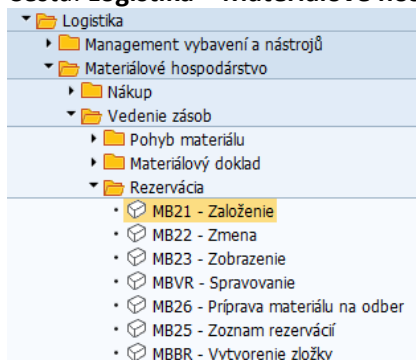 Logistika
Management vybavení a nástrojů
Materiálové hospodárstvo
Nákup
Vedenie zásob
Pohyb materiálu
Materiálový doklad
Rezervácia
MB21 - Založenie
MB22 - Zmena
MB23 - Zobrazenie
MBVR - Spravovanie
MB26 - Príprava materiálu na odber
MB25 - Zoznam rezervácií
MBBR - Vytvorenie zložky